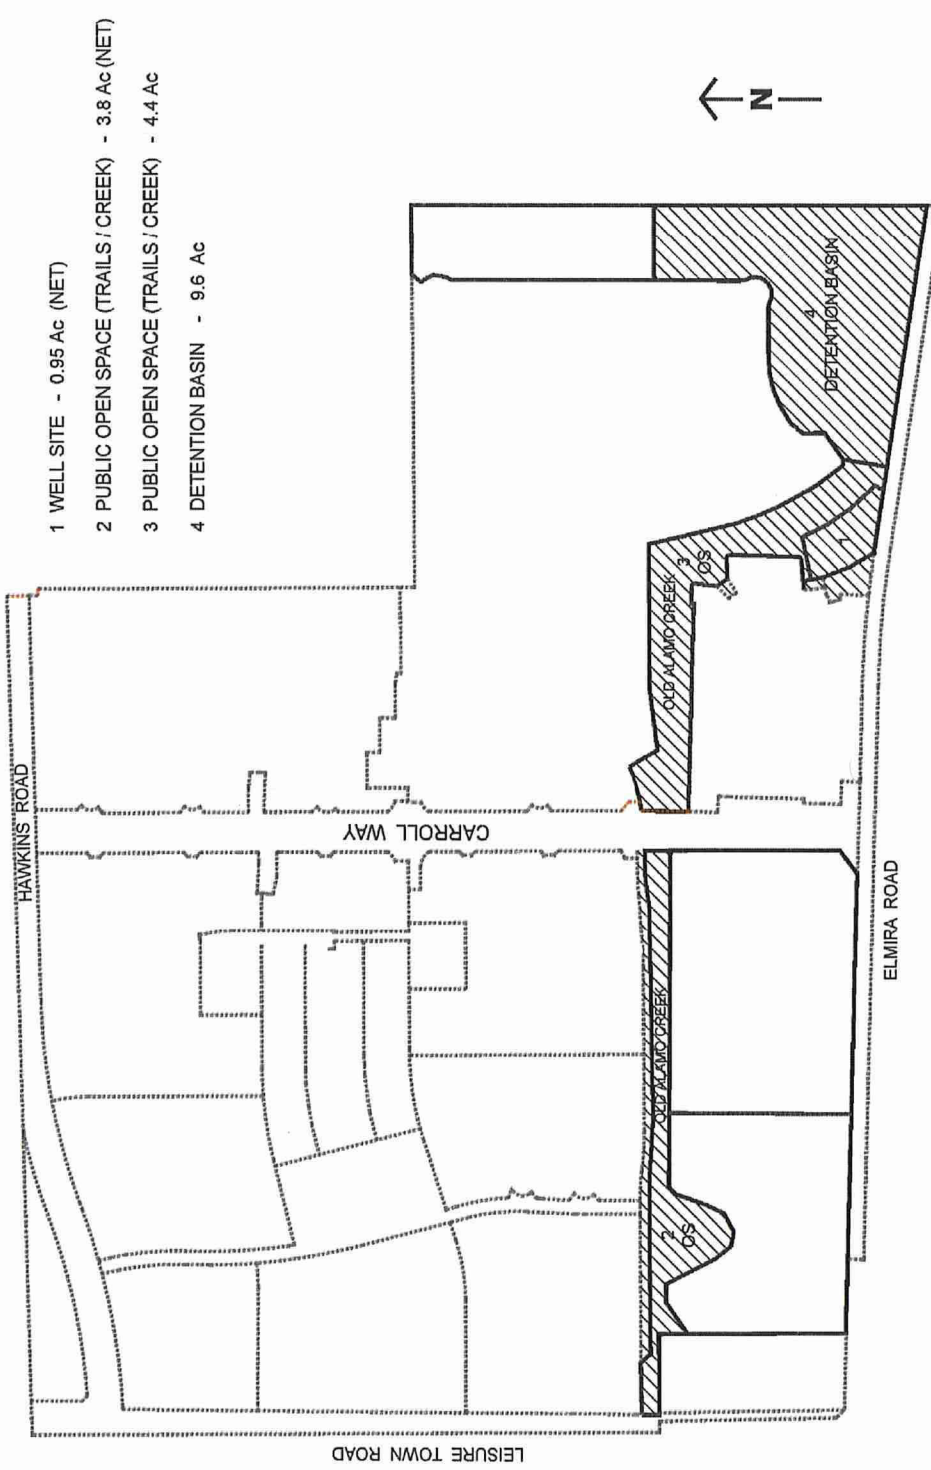 1 WELL SITE - 0.95 Ac (NET)
2 PUBLIC OPEN SPACE (TRAILS / CREEK) - 3.8 Ac (NET)
3 PUBLIC OPEN SPACE (TRAILS / CREEK) - 4.4 Ac
4 DETENTION BASIN - 9.6 Ac
N
HAWKINS ROAD
CARROLL WAY
LEISURE TOWN ROAD
ELMIRA ROAD
OLD ALAMO CREEK
2
OS
OLD ALAMO CREEK
3
OS
1
4
DETENTION BASIN